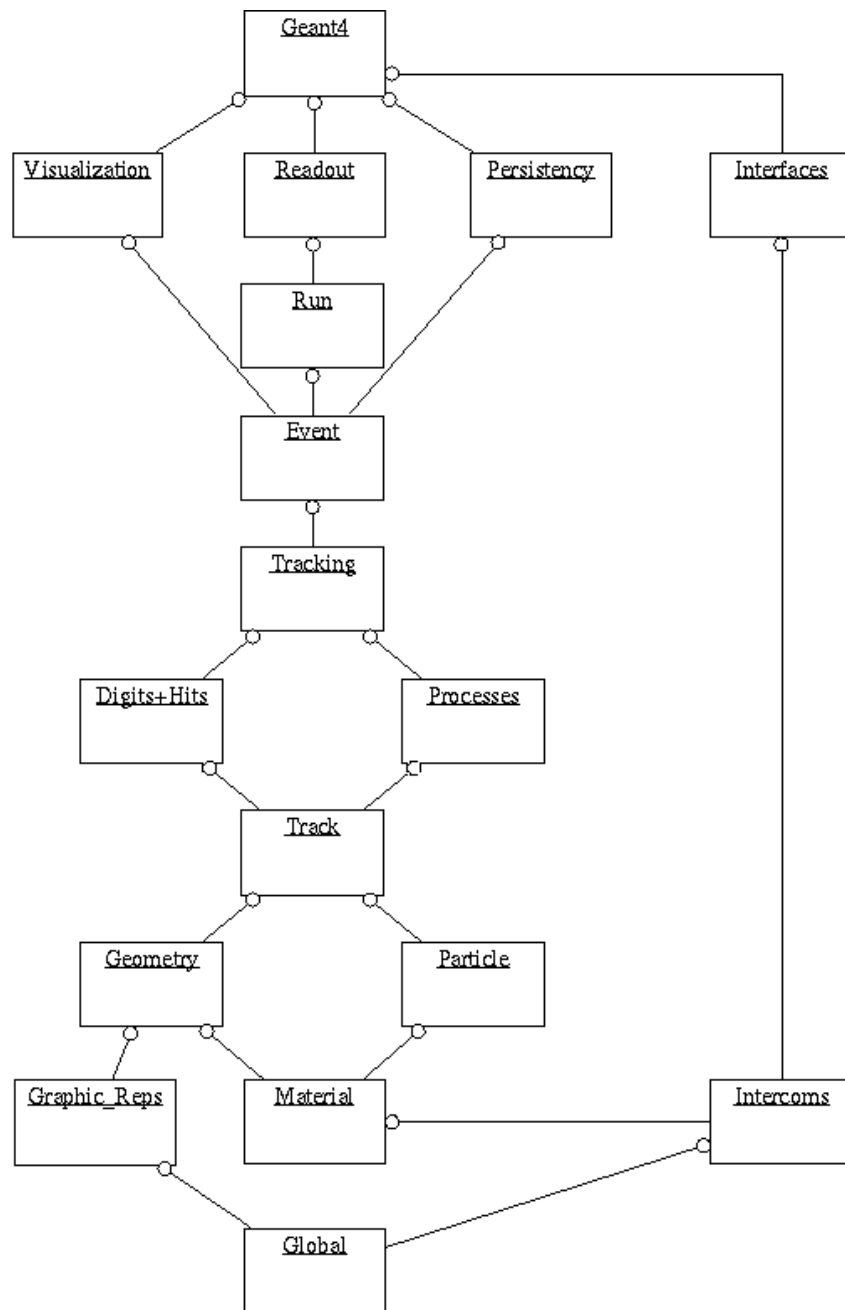 Geant4
Visualization
Readout
Persistency
Interfaces
Run
Event
Tracking
Digits+Hits
Processes
Track
Geometry
Particle
Graphic_Reps
Material
Intercoms
Global